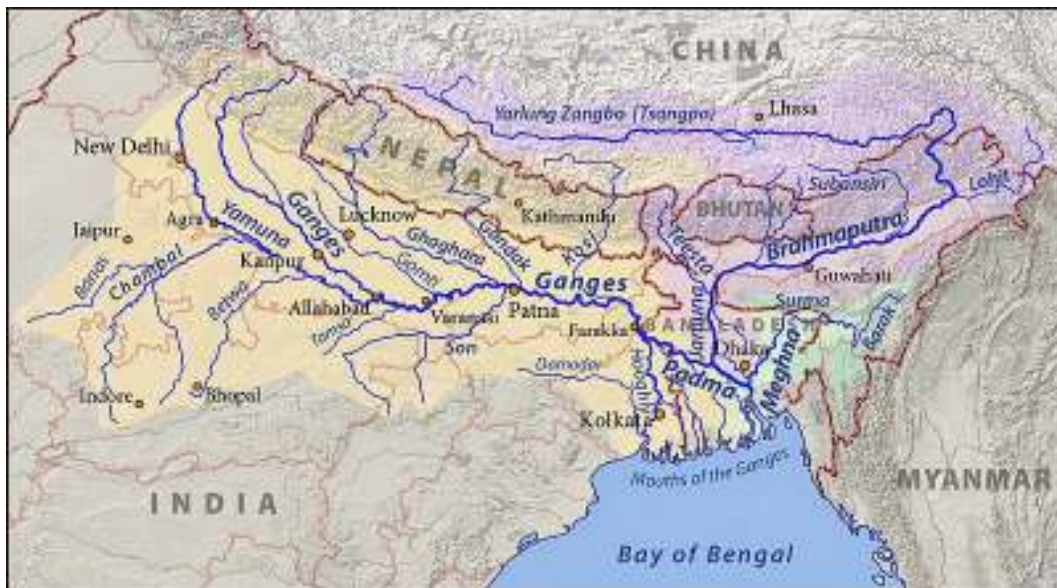 CHINA
Yarlung Zangbo (Tsangpo)
Lhasa
New Delhi
NEPAL
Subansiri
Lohit
BHUTAN
Kathmandu
Agra
Yamuna
Ganges
Lucknow
Jaipur
Ghaghara
Gandak
Kosi
Teesta
Brahmaputra
Banas
Chambal
Kanpur
Gomti
Ganges
Guwahati
Betwa
Allahabad
Varanasi
Patna
Jamuna
Surma
Barak
Farakka
BANGLADESH
Son
Dhaka
Damodar
Hooghly
Padma
Meghna
Indore
Bhopal
Kolkata
Mouths of the Ganges
INDIA
MYANMAR
Bay of Bengal